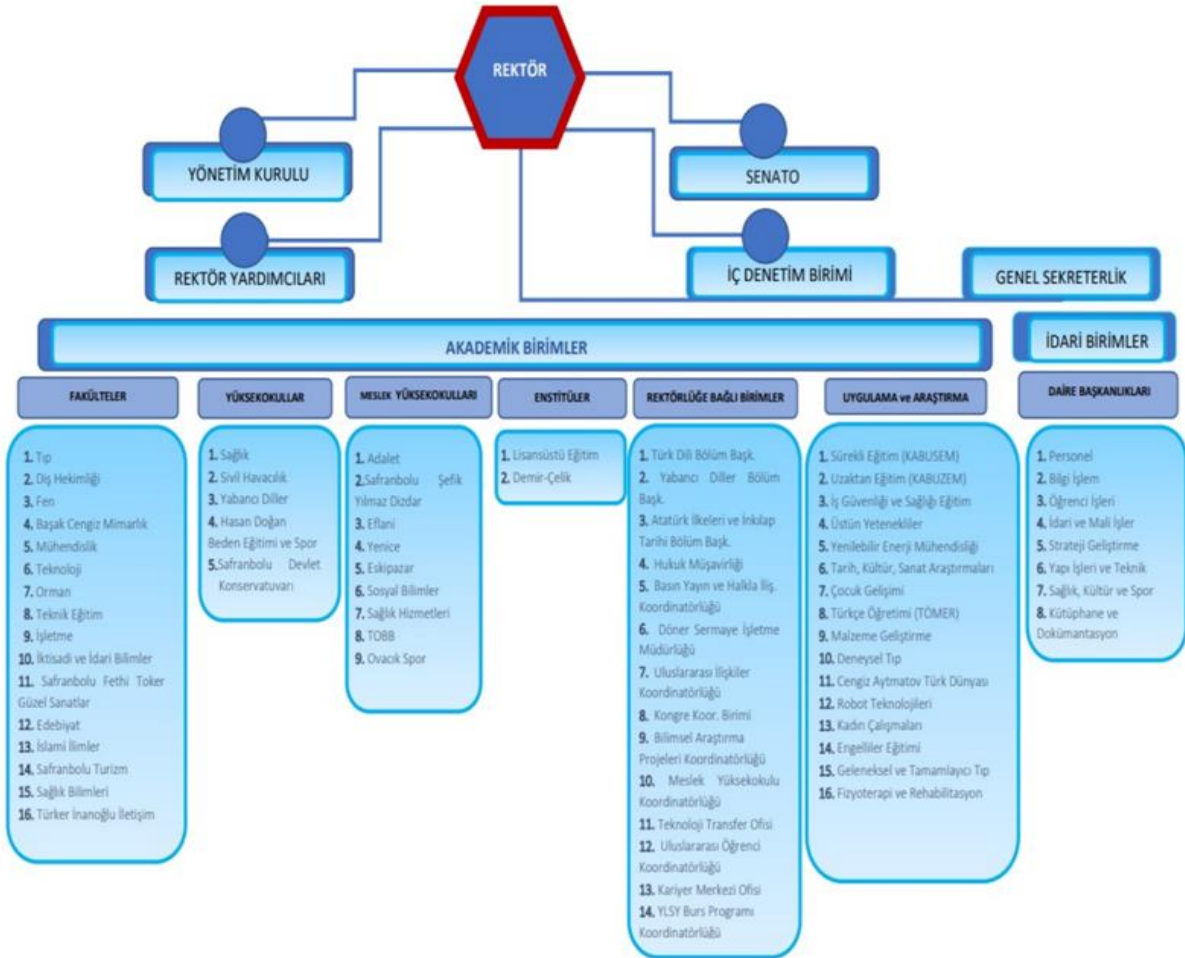 REKTÖR
YÖNETİM KURULU
SENATO
REKTÖR YARDIMCILARI
İÇ DENETİM BİRİMİ
GENEL SEKRETERLİK
AKADEMİK BİRİMLER
İDARİ BİRİMLER
FAKÜLTELER
1. Tıp
2. Diş Hekimliği
3. Fen
4. Başak Cengiz Mimarlık
5. Mühendislik
6. Teknoloji
7. Orman
8. Teknik Eğitim
9. İşletme
10. İktisadi ve İdari Bilimler
11. Safranbolu Fethi Toker
Güzel Sanatlar
12. Edebiyat
13. İslami İlimler
14. Safranbolu Turizm
15. Sağlık Bilimleri
16. Türker İnanoğlu İletişim
YÜKSEKOKULLAR
1. Sağlık
2. Sivil Havacılık
3. Yabancı Diller
4. Hasan Doğan
Beden Eğitimi ve Spor
5.Safranbolu Devlet
Konservatuvarı
MESLEK YÜKSEKOKULLARI
1. Adalet
2.Safranbolu Şefik
Yılmaz Dizdar
3. Eflani
4. Yenice
5. Eskipazar
6. Sosyal Bilimler
7. Sağlık Hizmetleri
8. TOBB
9. Ovacık Spor
ENSTİTÜLER
1. Lisansüstü Eğitim
2. Demir-Çelik
REKTÖRLÜĞE BAĞLI BİRİMLER
1. Türk Dili Bölüm Başk.
2. Yabancı Diller Bölüm
Başk.
3. Atatürk İlkeleri ve İnkılap
Tarihi Bölüm Başk.
4. Hukuk Müşavirliği
5. Basın Yayın ve Halkla İliş.
Koordinatörlüğü
6. Döner Sermaye İşletme
Müdürlüğü
7. Uluslararası İlişkiler
Koordinatörlüğü
8. Kongre Koor. Birimi
9. Bilimsel Araştırma
Projeleri Koordinatörlüğü
10. Meslek Yüksekokulu
Koordinatörlüğü
11. Teknoloji Transfer Ofisi
12. Uluslararası Öğrenci
Koordinatörlüğü
13. Kariyer Merkezi Ofisi
14. YLSY Burs Programı
Koordinatörlüğü
UYGULAMA ve ARAŞTIRMA
1. Sürekli Eğitim (KABUSEM)
2. Uzaktan Eğitim (KABUZEM)
3. İş Güvenliği ve Sağlığı Eğitim
4. Üstün Yetenekliler
5. Yenilebilir Enerji Mühendisliği
6. Tarih, Kültür, Sanat Araştırmaları
7. Çocuk Gelişimi
8. Türkçe Öğretimi (TÖMER)
9. Malzeme Geliştirme
10. Deneysel Tıp
11. Cengiz Aytmatov Türk Dünyası
12. Robot Teknolojileri
13. Kadın Çalışmaları
14. Engelliler Eğitimi
15. Geleneksel ve Tamamlayıcı Tıp
16. Fizyoterapi ve Rehabilitasyon
DAİRE BAŞKANLIKLARI
1. Personel
2. Bilgi İşlem
3. Öğrenci İşleri
4. İdari ve Mali İşler
5. Strateji Geliştirme
6. Yapı İşleri ve Teknik
7. Sağlık, Kültür ve Spor
8. Kütüphane ve
Dokümantasyon